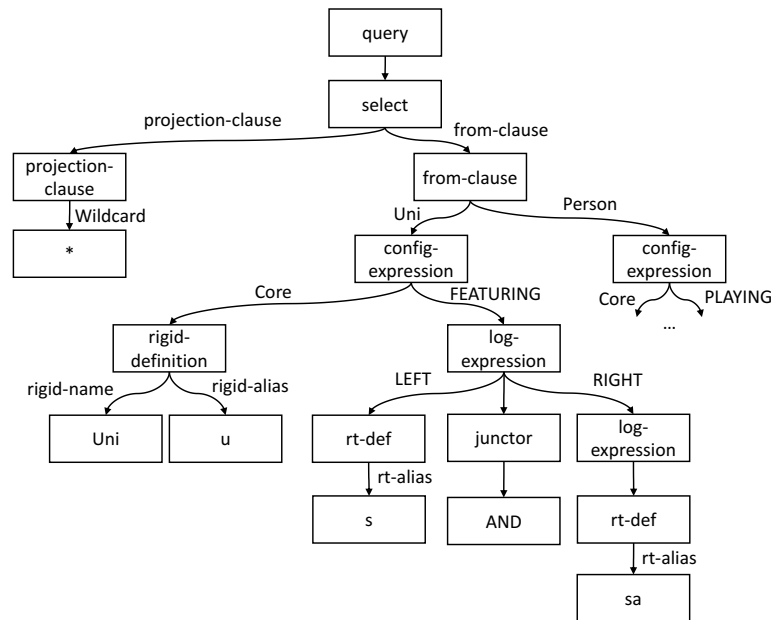 query
select
projection-clause
from-clause
projection-
clause
from-clause
Wildcard
Uni
Person
*
config-
expression
config-
expression
Core
FEATURING
Core
PLAYING
...
rigid-
definition
log-
expression
rigid-name
rigid-alias
LEFT
RIGHT
Uni
u
rt-def
junctor
log-
expression
rt-alias
s
AND
rt-def
rt-alias
sa